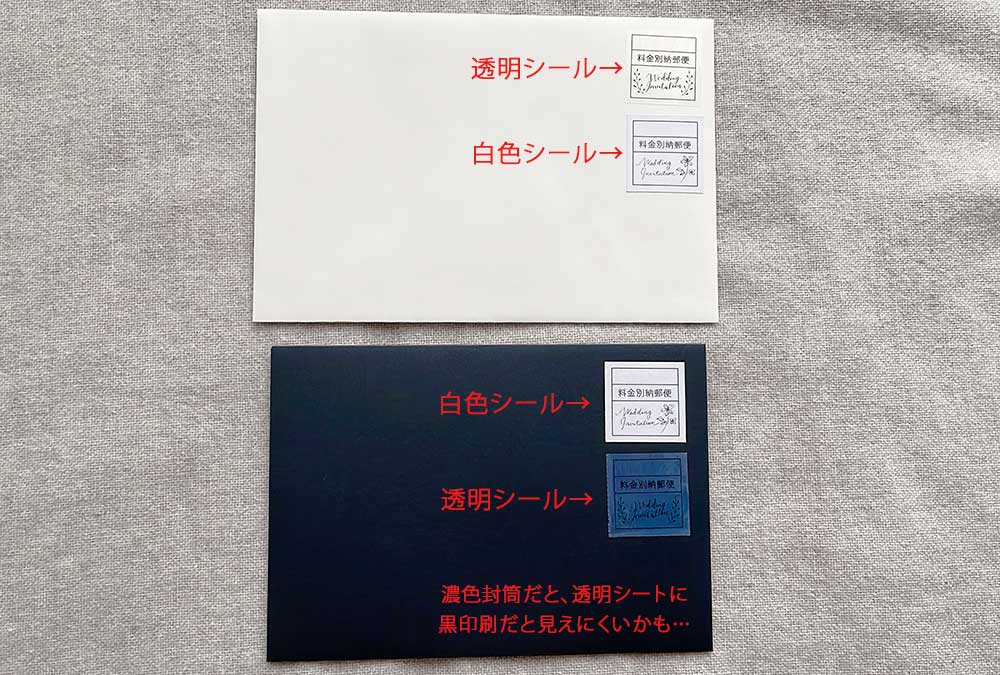 透明シール→
料金別納郵便
Wedding
Invitation
白色シール→
料金別納郵便
Wedding
Invitation
白色シール→
料金別納郵便
Wedding
Invitation
透明シール→
料金別納郵便
Wedding
Invitation
濃色封筒だと、透明シートに
黒印刷だと見えにくいかも…